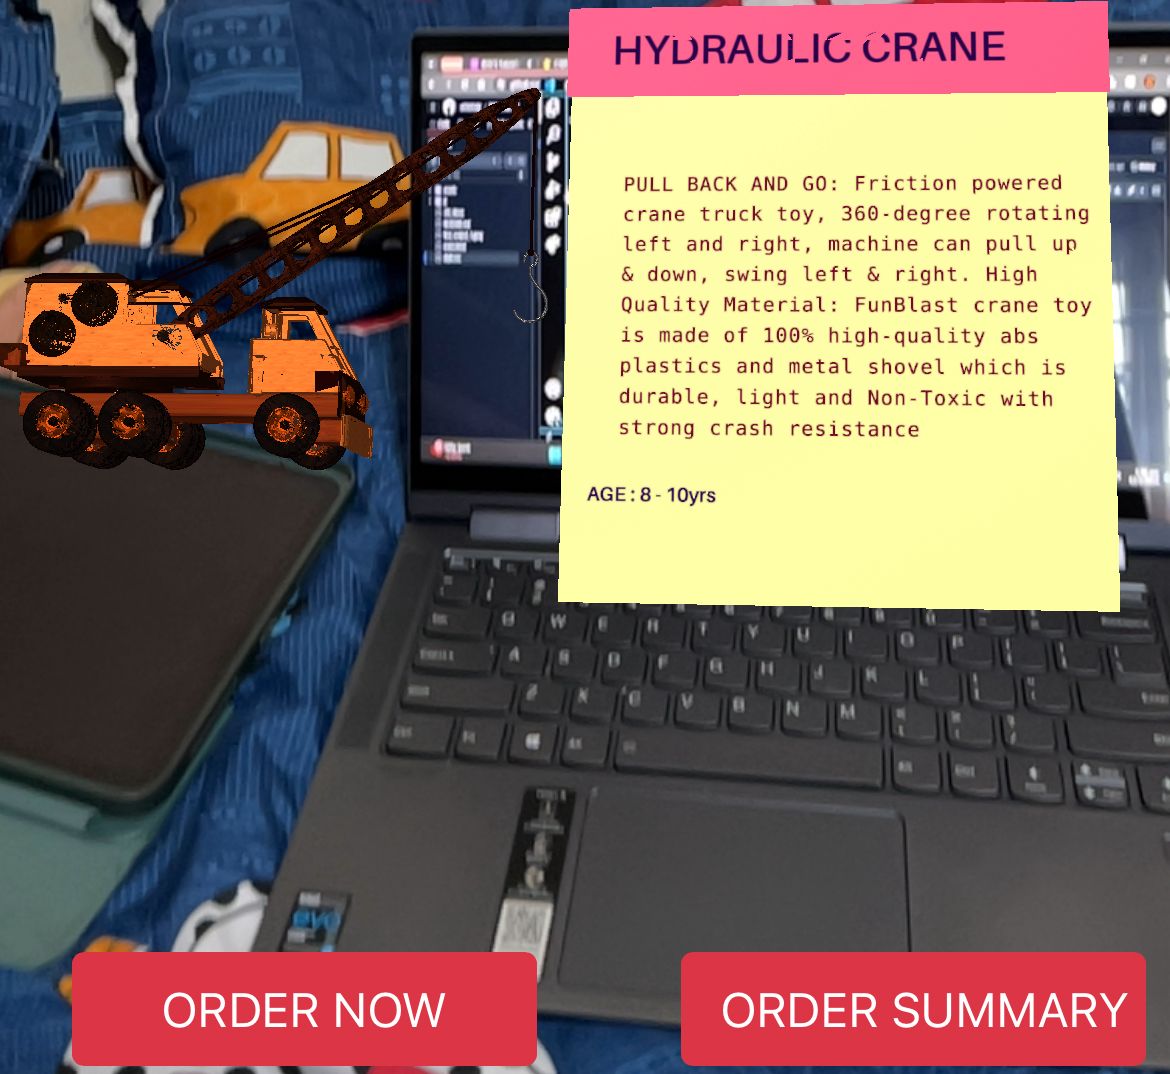 HYDRAULIC CRANE
PULL BACK AND GO: Friction powered
crane truck toy, 360-degree rotating
left and right, machine can pull up
& down, swing left & right. High
Quality Material: FunBlast crane toy
is made of 100% high-quality abs
plastics and metal shovel which is
durable, light and Non-Toxic with
strong crash resistance
AGE: 8 - 10yrs
W E R T Y U I O P
A S D F G H J K L
Z X C V B N M
evo
ORDER NOW
ORDER SUMMARY